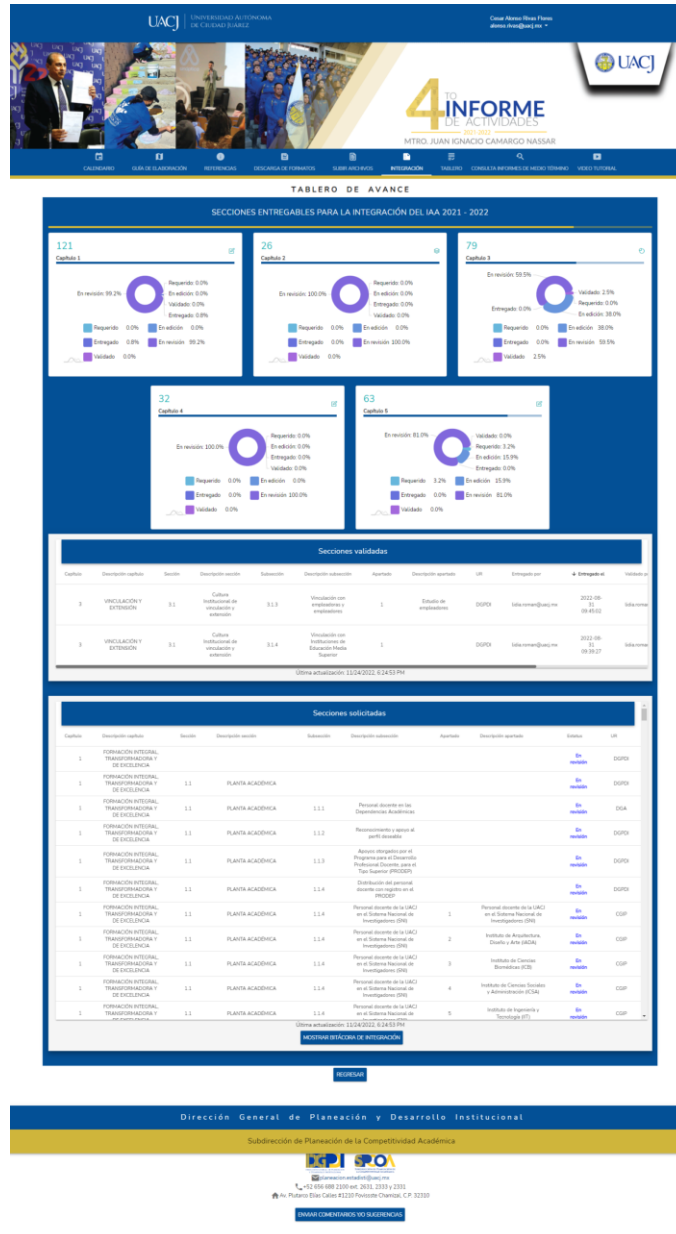 UACJ
UNIVERSIDAD AUTÓNOMA
DE CIUDAD JUÁREZ
Cesar Alonso Rivas Flores
alonso.rivas@uacj.mx
UACJ
4TO INFORME
DE ACTIVIDADES
2021-2022
MTRO. JUAN IGNACIO CAMARGO NASSAR
CALENDARIO GUÍA DE ELABORACIÓN REFERENCIAS DESCARGA DE FORMATOS SUBIR ARCHIVOS INTEGRACIÓN TABLERO CONSULTA INFORMES DE MEDIO TÉRMINO VIDEO TUTORIAL
TABLERO DE AVANCE
SECCIONES ENTREGABLES PARA LA INTEGRACIÓN DEL IAA 2021 - 2022
121
Capítulo 1
En revisión: 99.2%
Requerido: 0.0%
En edición: 0.0%
Validado: 0.0%
Entregado: 0.8%
Requerido 0.0% En edición 0.0%
Entregado 0.8% En revisión 99.2%
Validado 0.0%
26
Capítulo 2
En revisión: 100.0%
Requerido: 0.0%
En edición: 0.0%
Entregado: 0.0%
Validado: 0.0%
Requerido 0.0% En edición 0.0%
Entregado 0.0% En revisión 100.0%
Validado 0.0%
79
Capítulo 3
En revisión: 59.5%
Entregado: 0.0%
Validado: 2.5%
Requerido: 0.0%
En edición: 38.0%
Requerido 0.0% En edición 38.0%
Entregado 0.0% En revisión 59.5%
Validado 2.5%
32
Capítulo 4
En revisión: 100.0%
Requerido: 0.0%
En edición: 0.0%
Entregado: 0.0%
Validado: 0.0%
Requerido 0.0% En edición 0.0%
Entregado 0.0% En revisión 100.0%
Validado 0.0%
63
Capítulo 5
En revisión: 81.0%
Validado: 0.0%
Requerido: 3.2%
En edición: 15.9%
Entregado: 0.0%
Requerido 3.2% En edición 15.9%
Entregado 0.0% En revisión 81.0%
Validado 0.0%
Secciones validadas
Capítulo Descripción capítulo Sección Descripción sección Subsección Descripción subsección Apartado Descripción apartado UR Entregado por Entregado el Validado p
3 VINCULACIÓN Y EXTENSIÓN 3.1 Cultura Institucional de vinculación y extensión 3.1.3 Vinculación con empleadoras y empleadores 1 Estudio de empleadores DGPDI lidia.roman@uacj.mx 2022-08-31 09:45:02 lidia.roma
3 VINCULACIÓN Y EXTENSIÓN 3.1 Cultura Institucional de vinculación y extensión 3.1.4 Vinculación con Instituciones de Educación Media Superior 1 DGPDI lidia.roman@uacj.mx 2022-08-31 09:39:27 lidia.roma
Última actualización: 11/24/2022, 6:24:53 PM
Secciones solicitadas
Capítulo Descripción capítulo Sección Descripción sección Subsección Descripción subsección Apartado Descripción apartado Estatus UR
1 FORMACIÓN INTEGRAL, TRANSFORMADORA Y DE EXCELENCIA En revisión DGPDI
1 FORMACIÓN INTEGRAL, TRANSFORMADORA Y DE EXCELENCIA 1.1 PLANTA ACADÉMICA En revisión DGPDI
1 FORMACIÓN INTEGRAL, TRANSFORMADORA Y DE EXCELENCIA 1.1 PLANTA ACADÉMICA 1.1.1 Personal docente en las Dependencias Académicas En revisión DGA
1 FORMACIÓN INTEGRAL, TRANSFORMADORA Y DE EXCELENCIA 1.1 PLANTA ACADÉMICA 1.1.2 Reconocimiento y apoyo al perfil deseable En revisión DGPDI
1 FORMACIÓN INTEGRAL, TRANSFORMADORA Y DE EXCELENCIA 1.1 PLANTA ACADÉMICA 1.1.3 Apoyos otorgados por el Programa para el Desarrollo Profesional Docente, para el Tipo Superior (PRODEP) En revisión DGPDI
1 FORMACIÓN INTEGRAL, TRANSFORMADORA Y DE EXCELENCIA 1.1 PLANTA ACADÉMICA 1.1.4 Distribución del personal docente con registro en el PRODEP En revisión DGPDI
1 FORMACIÓN INTEGRAL, TRANSFORMADORA Y DE EXCELENCIA 1.1 PLANTA ACADÉMICA 1.1.4 Personal docente de la UACJ en el Sistema Nacional de Investigadores (SNI) 1 Personal docente de la UACJ en el Sistema Nacional de Investigadores (SNI) En revisión CGIP
1 FORMACIÓN INTEGRAL, TRANSFORMADORA Y DE EXCELENCIA 1.1 PLANTA ACADÉMICA 1.1.4 Personal docente de la UACJ en el Sistema Nacional de Investigadores (SNI) 2 Instituto de Arquitectura, Diseño y Arte (IADA) En revisión CGIP
1 FORMACIÓN INTEGRAL, TRANSFORMADORA Y DE EXCELENCIA 1.1 PLANTA ACADÉMICA 1.1.4 Personal docente de la UACJ en el Sistema Nacional de Investigadores (SNI) 3 Instituto de Ciencias Biomédicas (ICB) En revisión CGIP
1 FORMACIÓN INTEGRAL, TRANSFORMADORA Y DE EXCELENCIA 1.1 PLANTA ACADÉMICA 1.1.4 Personal docente de la UACJ en el Sistema Nacional de Investigadores (SNI) 4 Instituto de Ciencias Sociales y Administración (ICSA) En revisión CGIP
1 FORMACIÓN INTEGRAL, TRANSFORMADORA Y DE EXCELENCIA 1.1 PLANTA ACADÉMICA 1.1.4 Personal docente de la UACJ en el Sistema Nacional de Investigadores (SNI) 5 Instituto de Ingeniería y Tecnología (IIT) En revisión CGIP
Última actualización: 11/24/2022, 6:24:53 PM
MOSTRAR BITÁCORA DE INTEGRACIÓN
REGRESAR
Dirección General de Planeación y Desarrollo Institucional
Subdirección de Planeación de la Competitividad Académica
planeacion.estadist@uacj.mx
+52 656 688 2100 ext. 2631, 2333 y 2331
Av. Plutarco Elías Calles #1210 Fovissste Chamizal, C.P. 32310
ENVIAR COMENTARIOS Y/O SUGERENCIAS